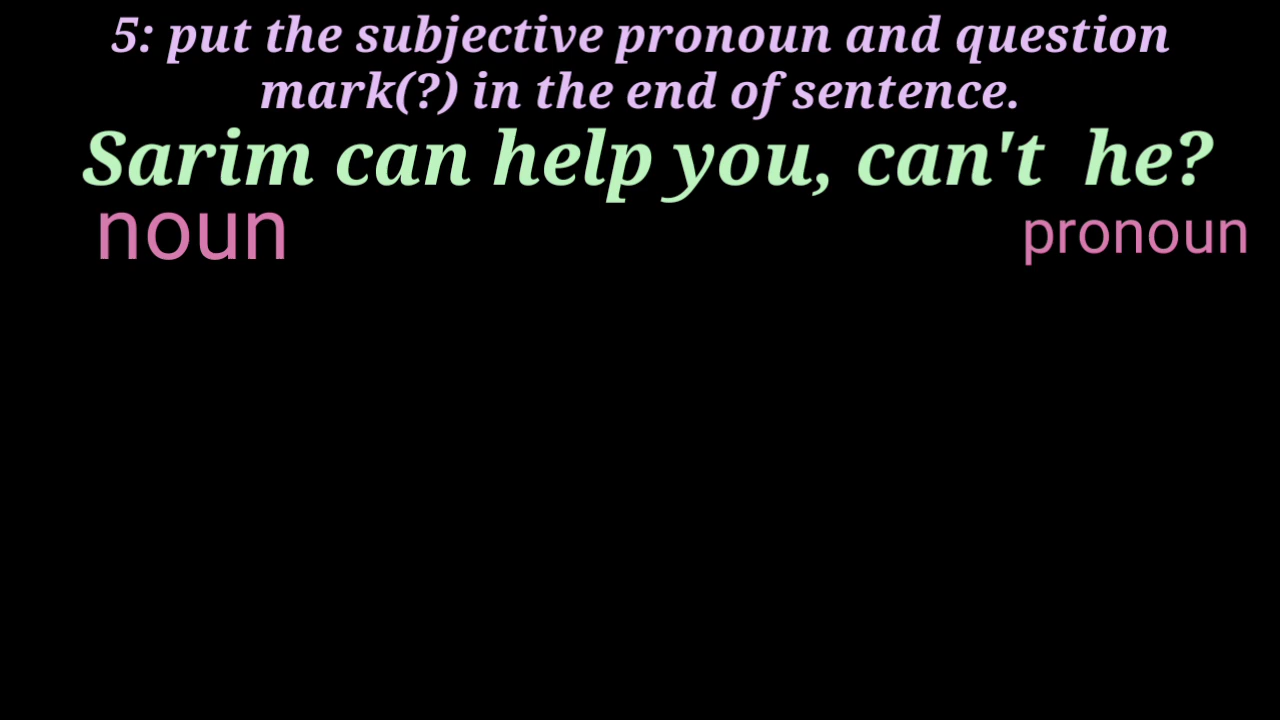 5: put the subjective pronoun and question
mark(?) in the end of sentence.
Sarim can help you, can't he?
noun pronoun